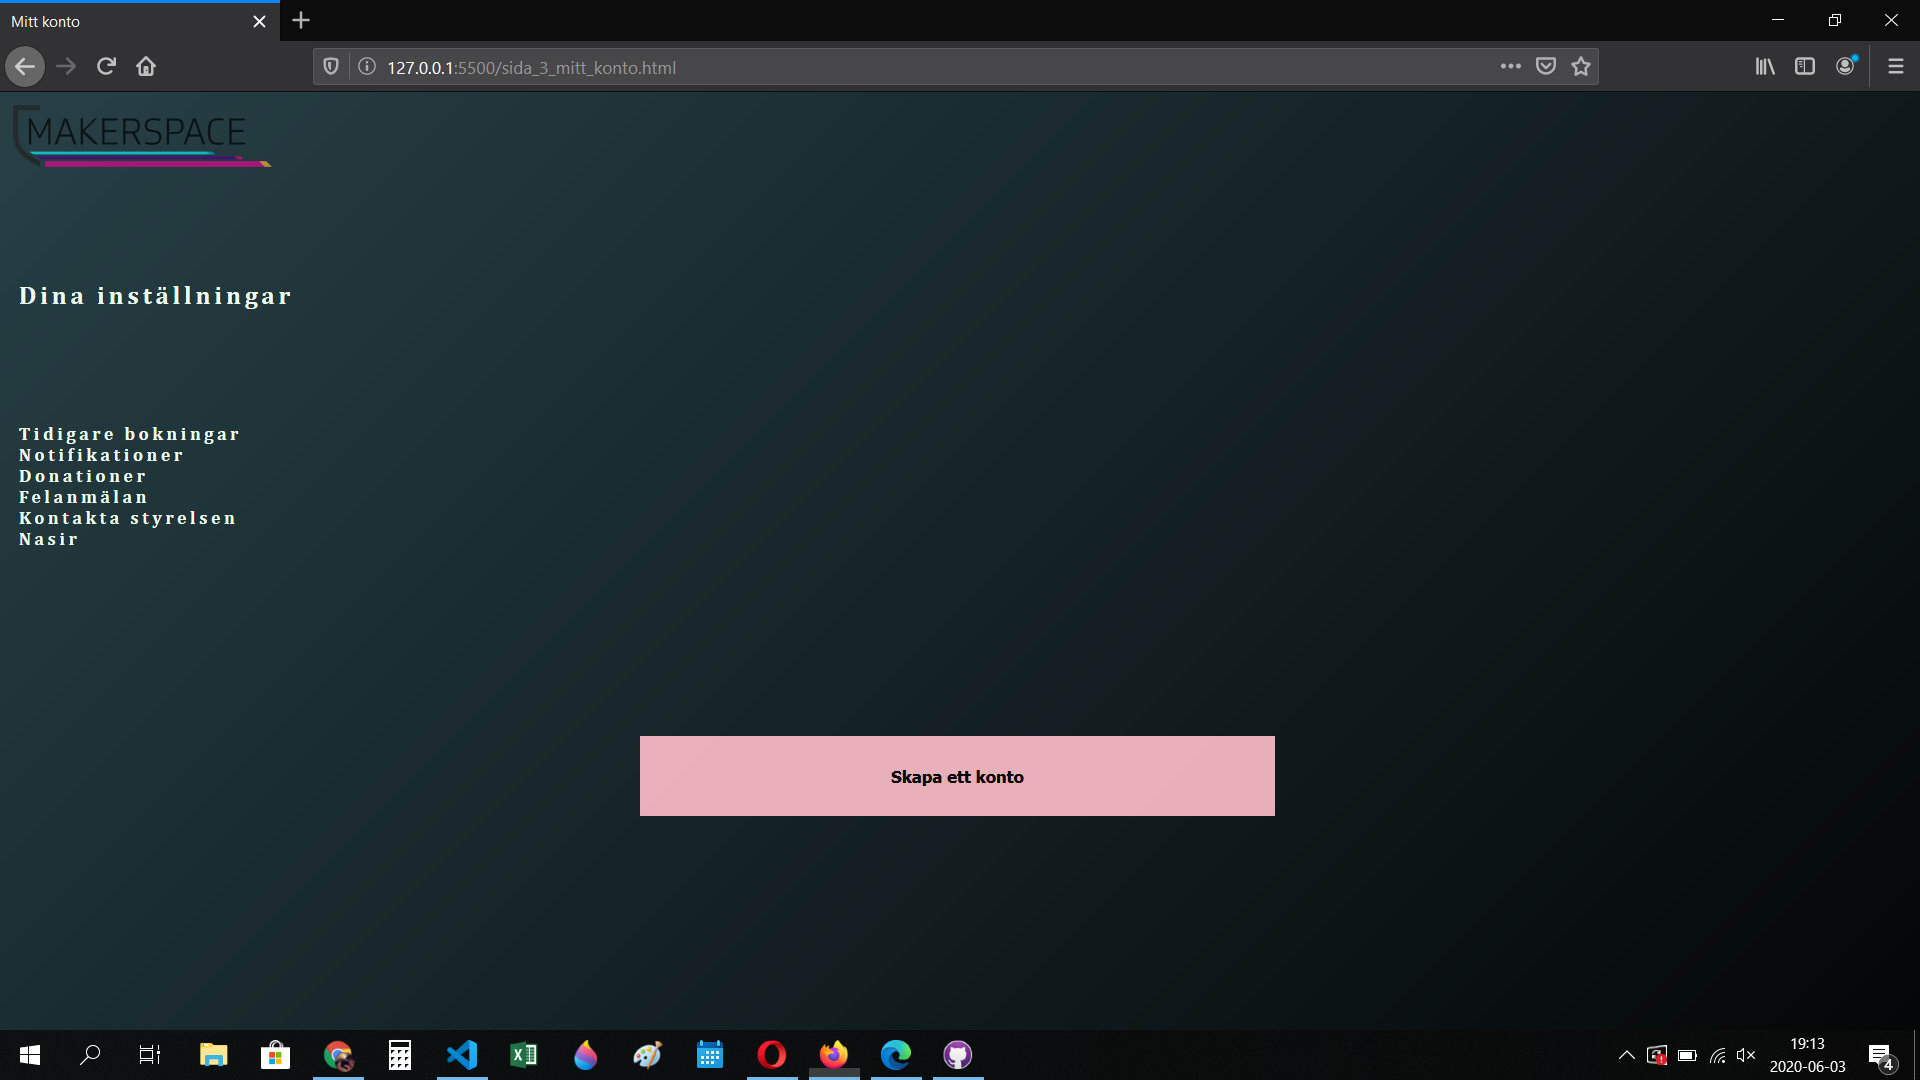 Mitt konto
127.0.0.1:5500/sida_3_mitt_konto.html
MAKERSPACE
Dina inställningar
Tidigare bokningar
Notifikationer
Donationer
Felanmälan
Kontakta styrelsen
Nasir
Skapa ett konto
19:13
2020-06-03
4